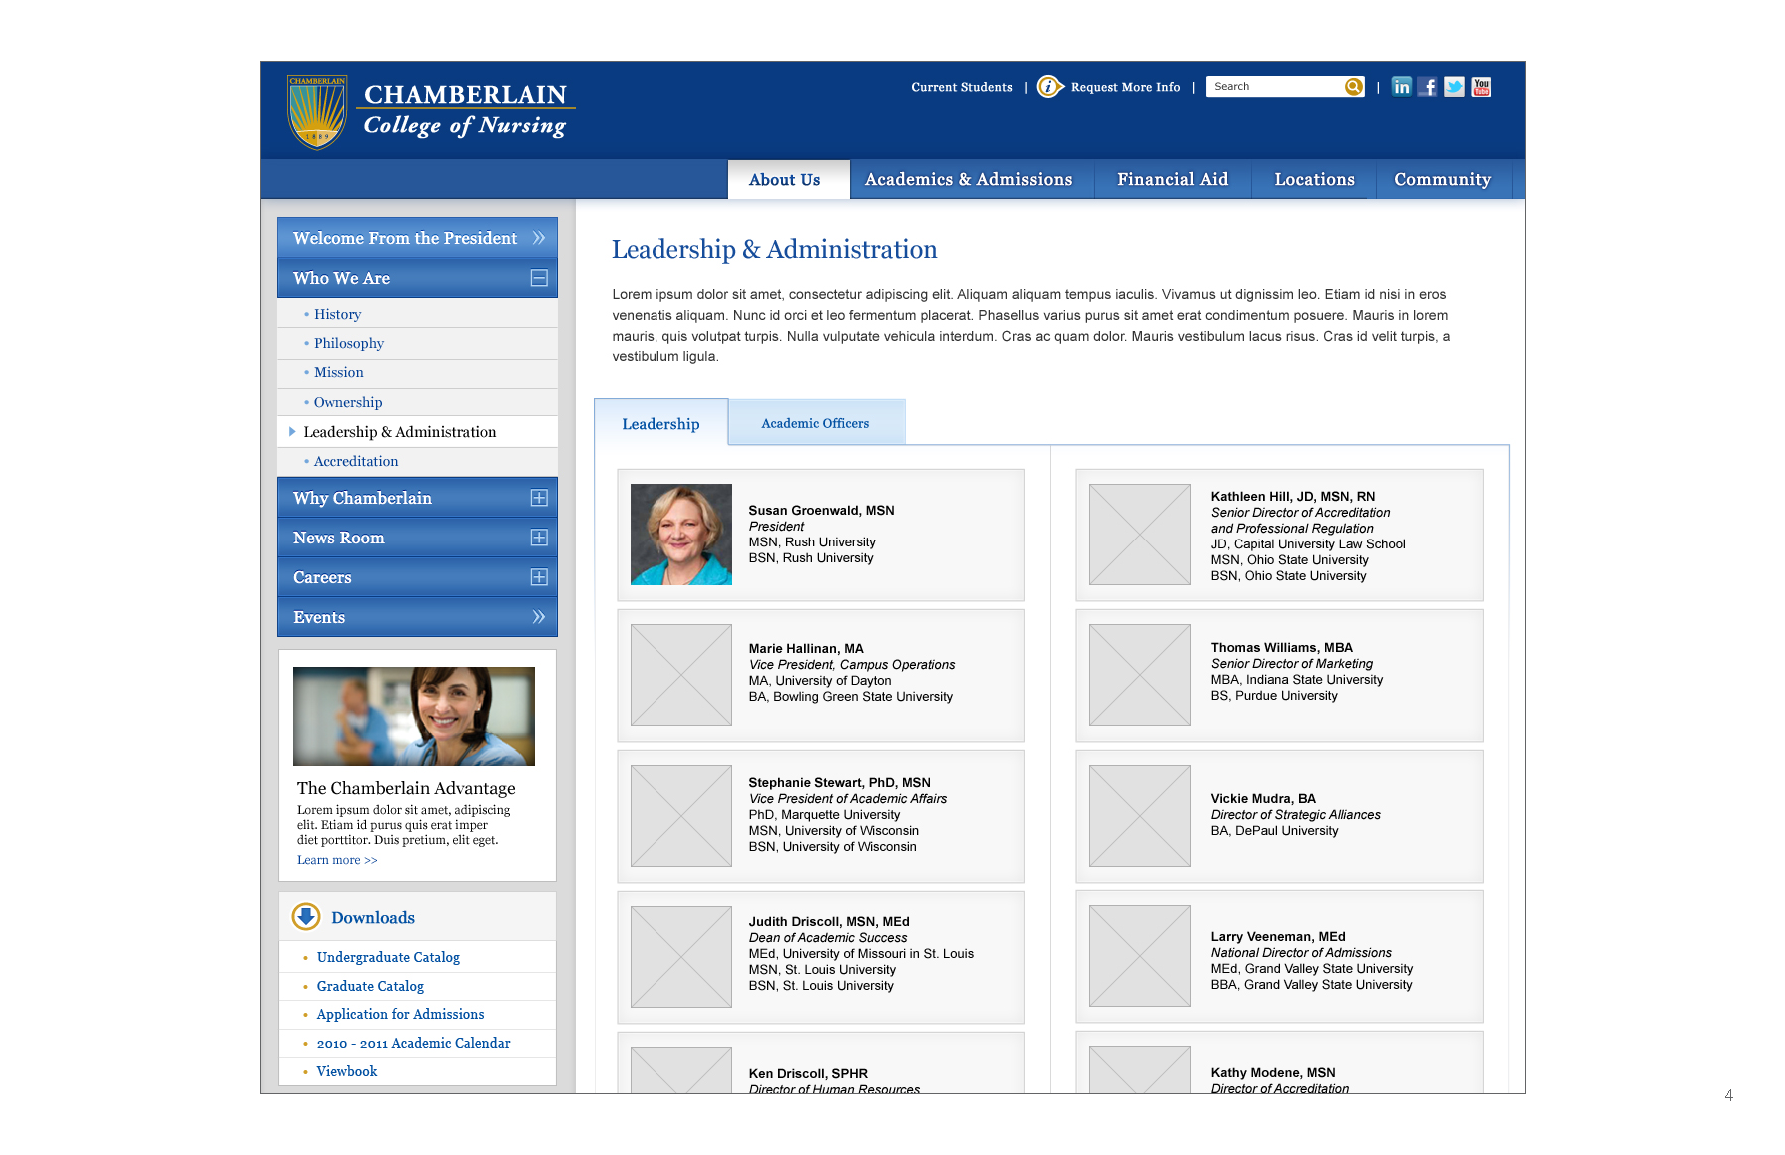 CHAMBERLAIN
1889
CHAMBERLAIN
College of Nursing
Current Students | i Request More Info | Search | in f You Tube
About Us
Academics & Admissions
Financial Aid
Locations
Community
Welcome From the President
Who We Are
• History
• Philosophy
• Mission
• Ownership
Leadership & Administration
• Accreditation
Why Chamberlain
News Room
Careers
Events
The Chamberlain Advantage
Lorem ipsum dolor sit amet, adipiscing
elit. Etiam id purus quis erat imper
diet porttitor. Duis pretium, elit eget.
Learn more >>
Downloads
• Undergraduate Catalog
• Graduate Catalog
• Application for Admissions
• 2010 - 2011 Academic Calendar
• Viewbook
Leadership & Administration
Lorem ipsum dolor sit amet, consectetur adipiscing elit. Aliquam aliquam tempus iaculis. Vivamus ut dignissim leo. Etiam id nisi in eros
venenatis aliquam. Nunc id orci et leo fermentum placerat. Phasellus varius purus sit amet erat condimentum posuere. Mauris in lorem
mauris quis volutpat turpis. Nulla vulputate vehicula interdum. Cras ac quam dolor. Mauris vestibulum lacus risus. Cras id velit turpis, a
vestibulum ligula.
Leadership
Academic Officers
Susan Groenwald, MSN
President
MSN, Rush University
BSN, Rush University
Kathleen Hill, JD, MSN, RN
Senior Director of Accreditation
and Professional Regulation
JD, Capital University Law School
MSN, Ohio State University
BSN, Ohio State University
Marie Hallinan, MA
Vice President, Campus Operations
MA, University of Dayton
BA, Bowling Green State University
Thomas Williams, MBA
Senior Director of Marketing
MBA, Indiana State University
BS, Purdue University
Stephanie Stewart, PhD, MSN
Vice President of Academic Affairs
PhD, Marquette University
MSN, University of Wisconsin
BSN, University of Wisconsin
Vickie Mudra, BA
Director of Strategic Alliances
BA, DePaul University
Judith Driscoll, MSN, MEd
Dean of Academic Success
MEd, University of Missouri in St. Louis
MSN, St. Louis University
BSN, St. Louis University
Larry Veeneman, MEd
National Director of Admissions
MEd, Grand Valley State University
BBA, Grand Valley State University
Ken Driscoll, SPHR
Director of Human Resources
Kathy Modene, MSN
Director of Accreditation
4